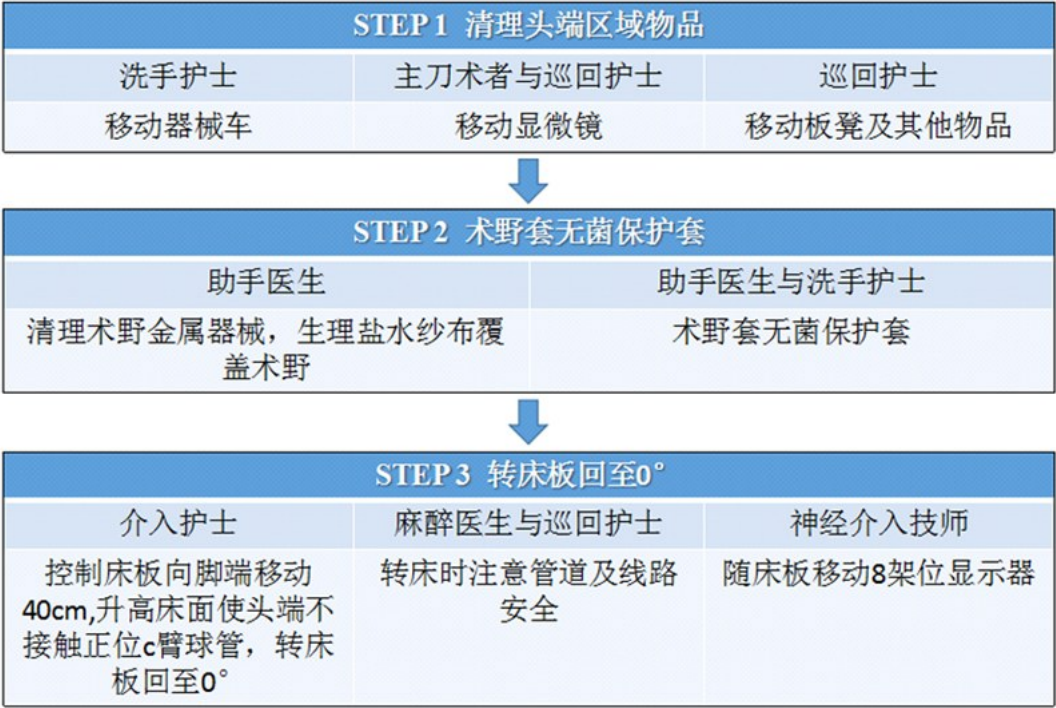 STEP 1 清理头端区域物品
洗手护士
主刀术者与巡回护士
巡回护士
移动器械车
移动显微镜
移动板凳及其他物品
STEP 2 术野套无菌保护套
助手医生
助手医生与洗手护士
清理术野金属器械，生理盐水纱布覆
盖术野
术野套无菌保护套
STEP 3 转床板回至0°
介入护士
麻醉医生与巡回护士
神经介入技师
控制床板向脚端移动
40cm,升高床面使头端不
接触正位c臂球管，转床
板回至0°
转床时注意管道及线路
安全
随床板移动8架位显示器